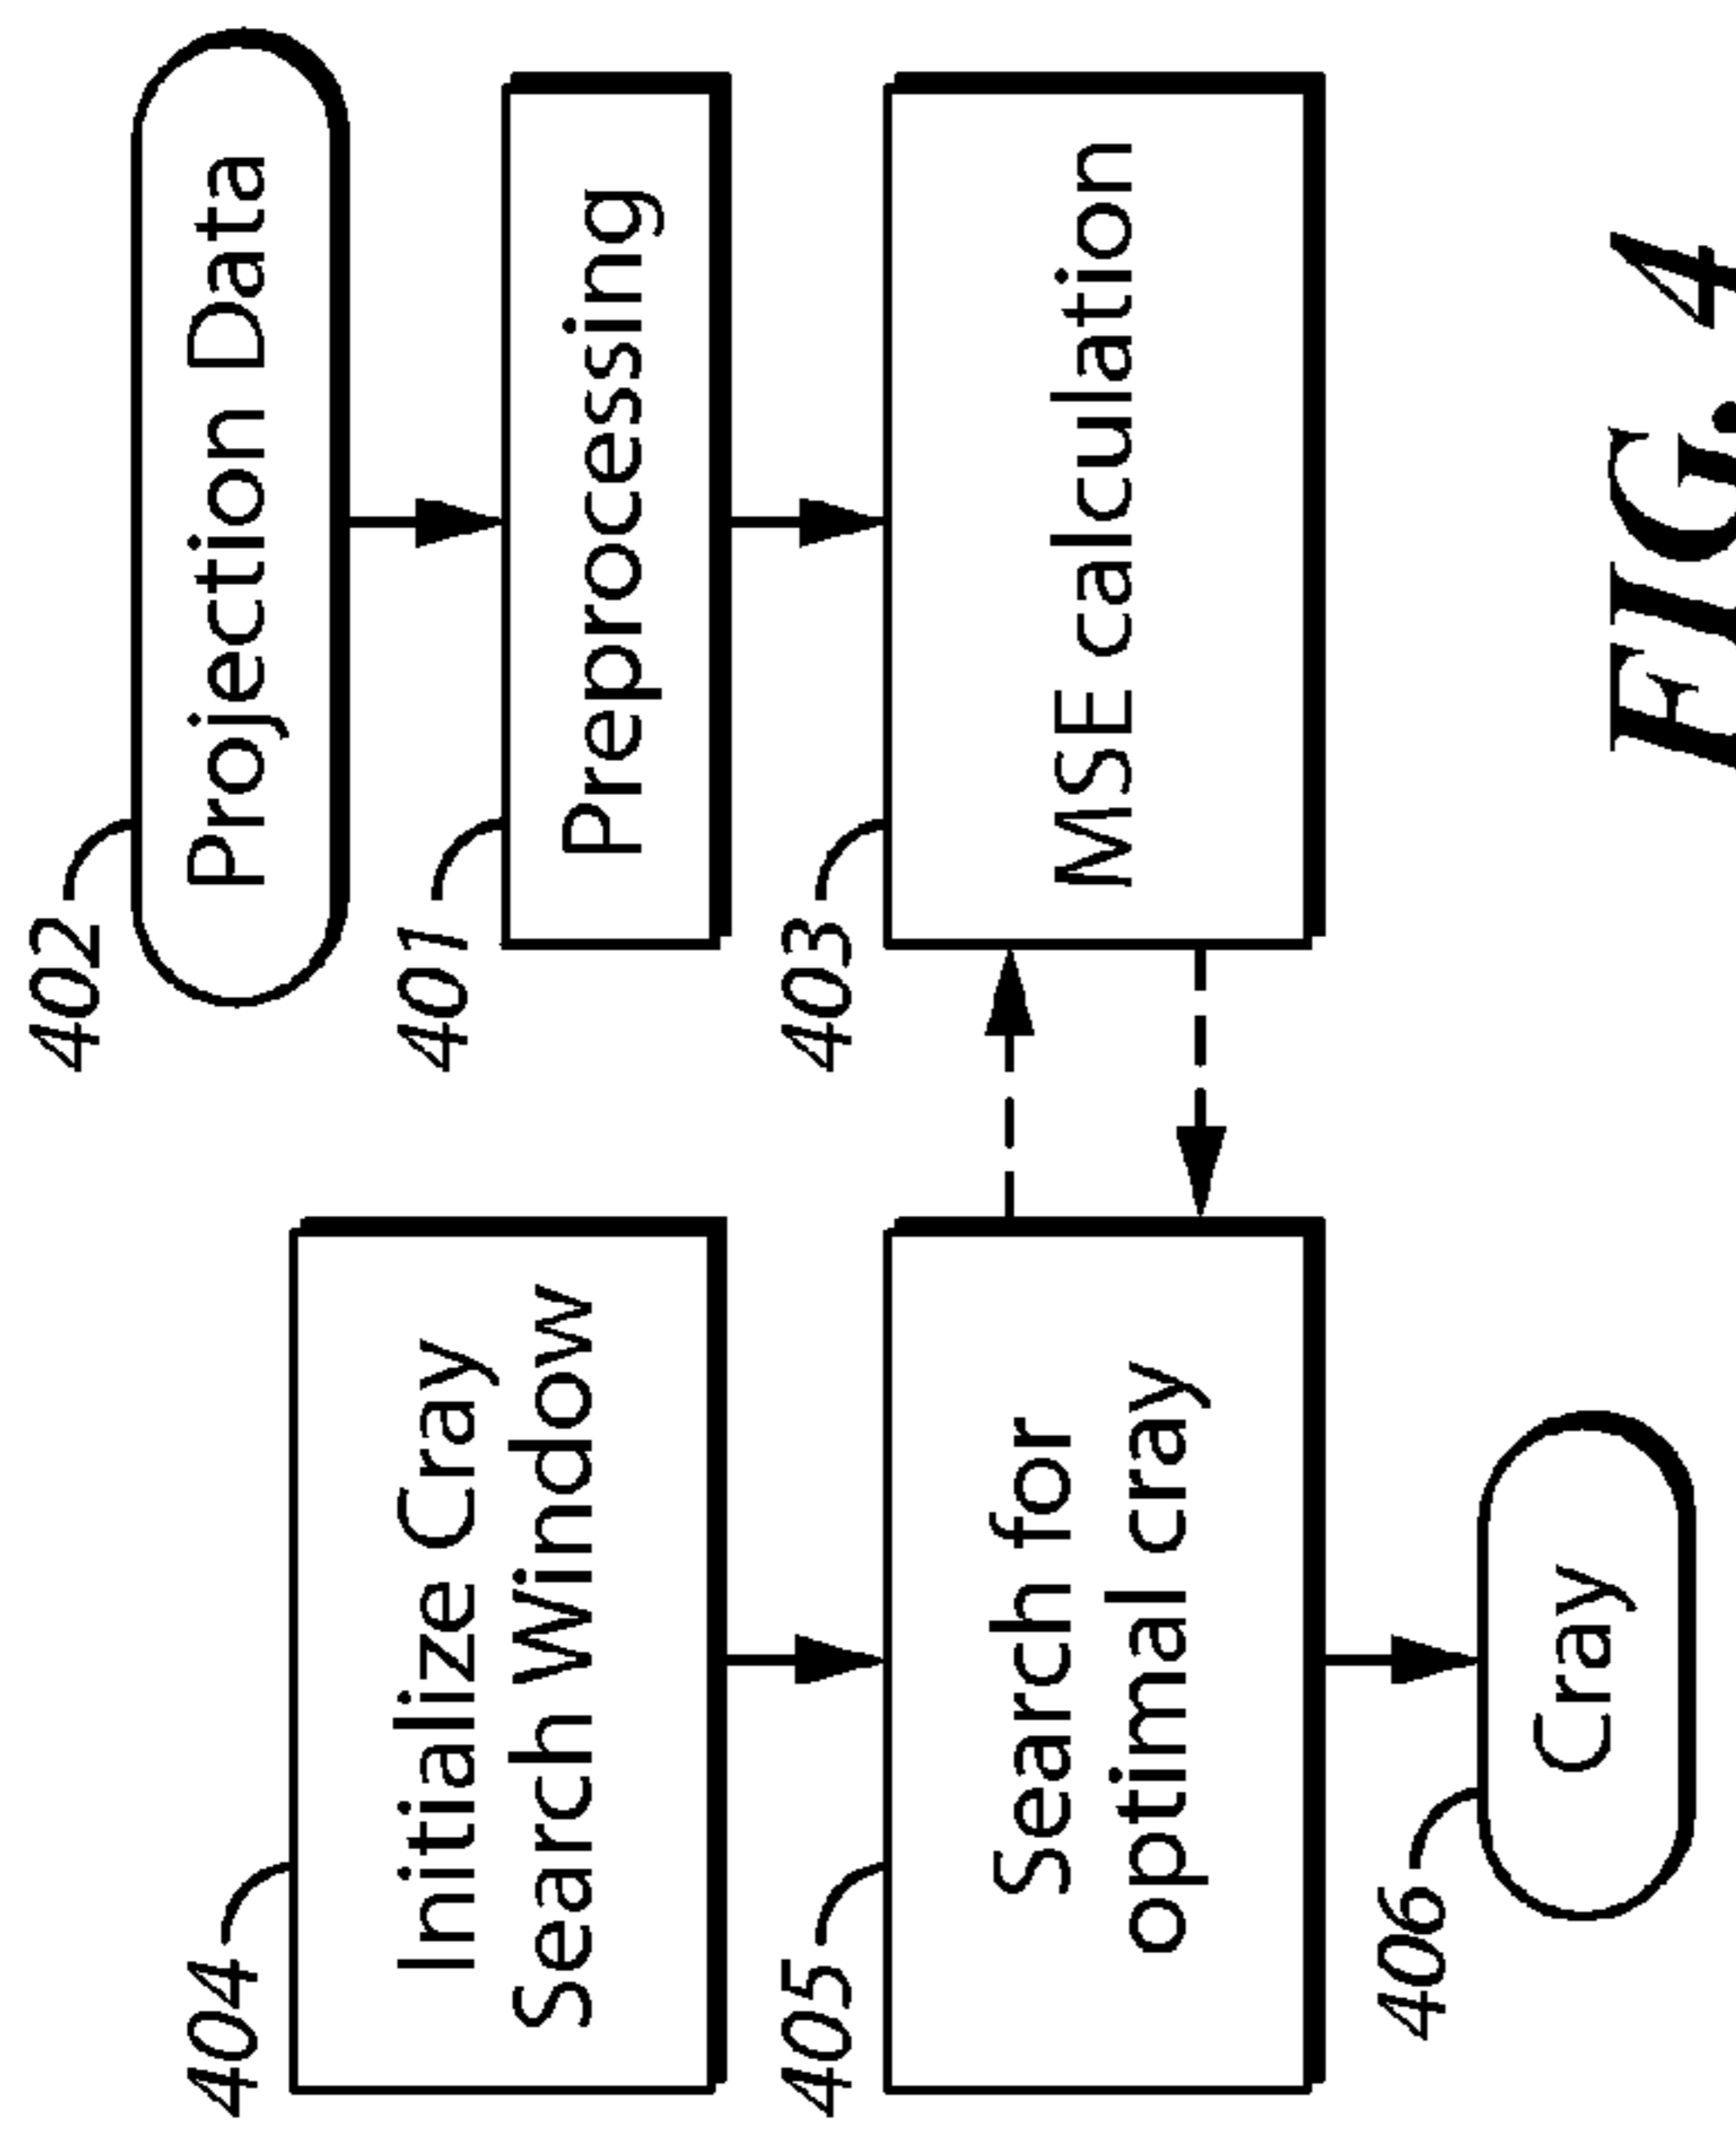 402
Projection Data
401
Preprocessing
403
MSE calculation
404
Initialize Cray
Search Window
405
Search for
optimal cray
406
Cray
FIG. 4